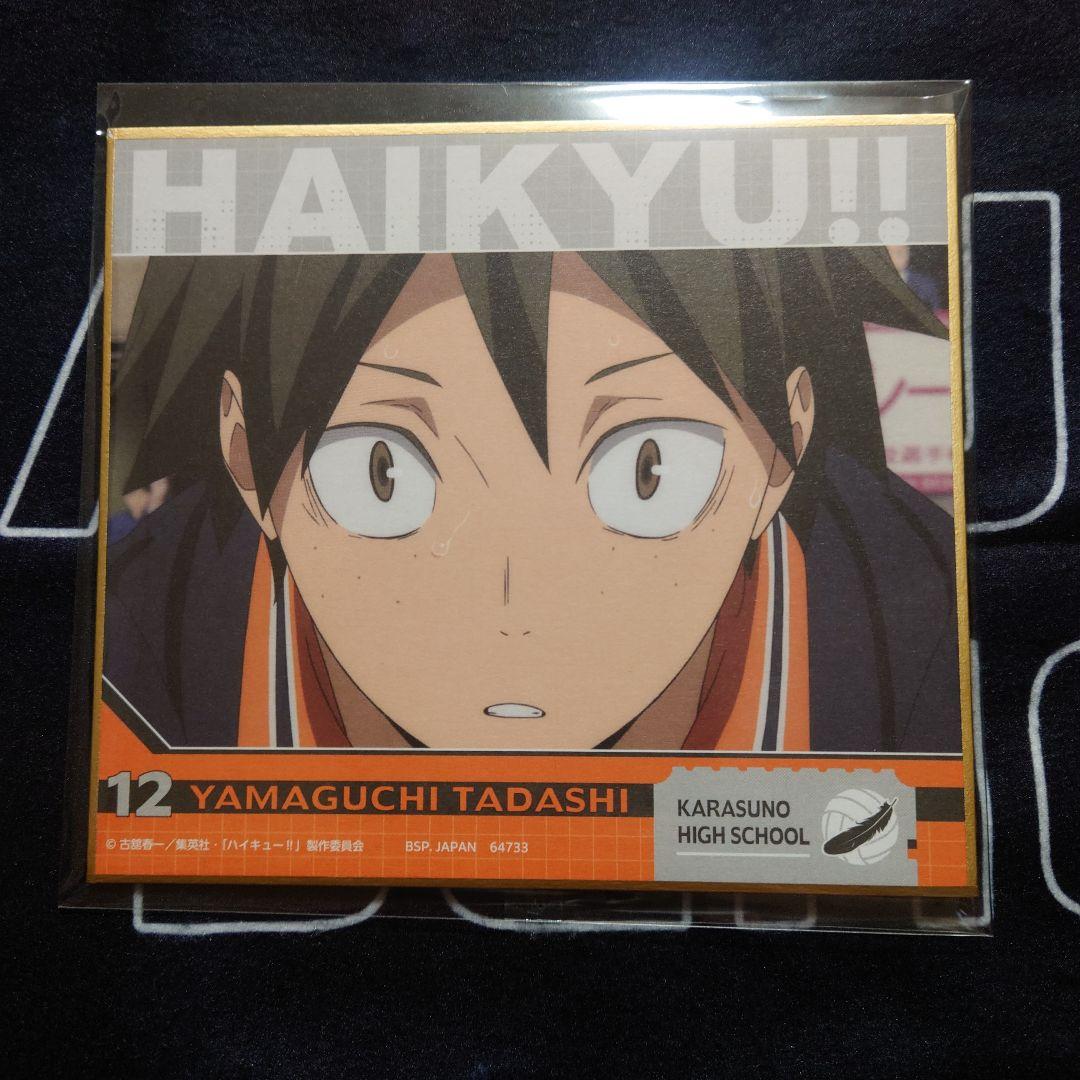 HAIKYU!!
12 YAMAGUCHI TADASHI
KARASUNO
HIGH SCHOOL
© 古舘春一／集英社・「ハイキュー!!」製作委員会 BSP. JAPAN 64733